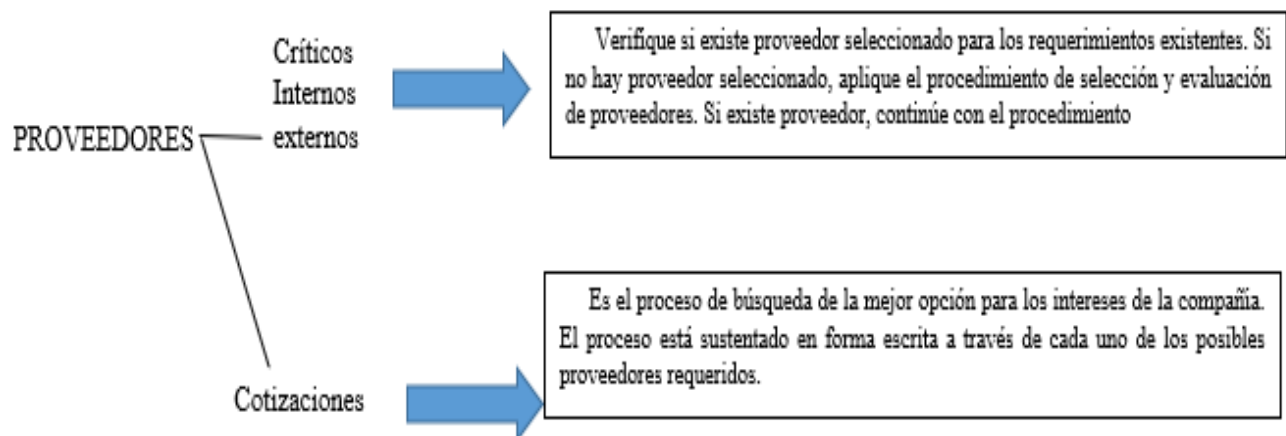 Críticos
Internos
PROVEEDORES externos
Verifique si existe proveedor seleccionado para los requerimientos existentes. Si
no hay proveedor seleccionado, aplique el procedimiento de selección y evaluación
de proveedores. Si existe proveedor, continúe con el procedimiento
Es el proceso de búsqueda de la mejor opción para los intereses de la compañía.
El proceso está sustentado en forma escrita a través de cada uno de los posibles
proveedores requeridos.
Cotizaciones